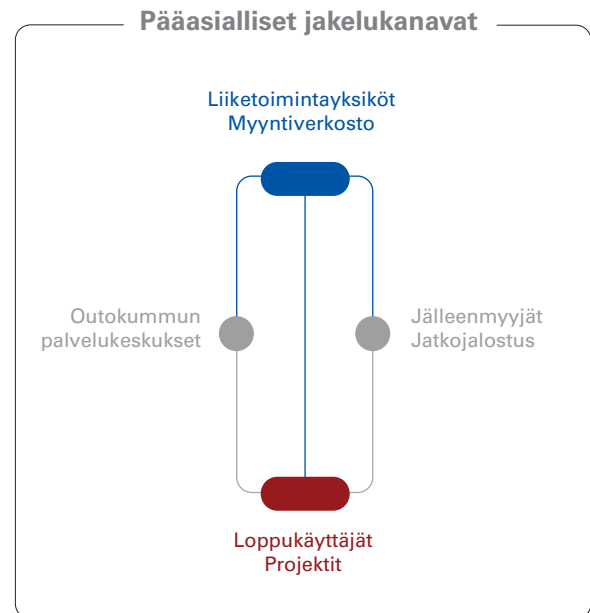 Pääasialliset jakelukanavat
Liiketoimintayksiköt
Myyntiverkosto
Outokummun
palvelukeskukset
Jälleenmyyjät
Jatkojalostus
Loppukäyttäjät
Projektit